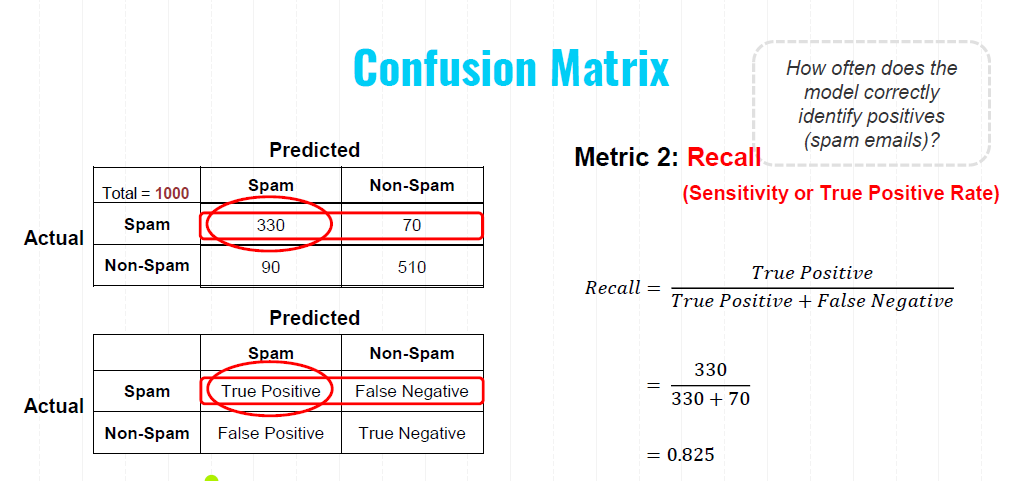 Confusion Matrix
How often does the
model correctly
identify positives
(spam emails)?
Predicted
Total = 1000 Spam Non-Spam
Actual
Spam 330 70
Non-Spam 90 510
Predicted
Spam Non-Spam
Actual
Spam True Positive False Negative
Non-Spam False Positive True Negative
Metric 2: Recall
(Sensitivity or True Positive Rate)
Recall = True Positive
True Positive + False Negative
= 330
330 + 70
= 0.825